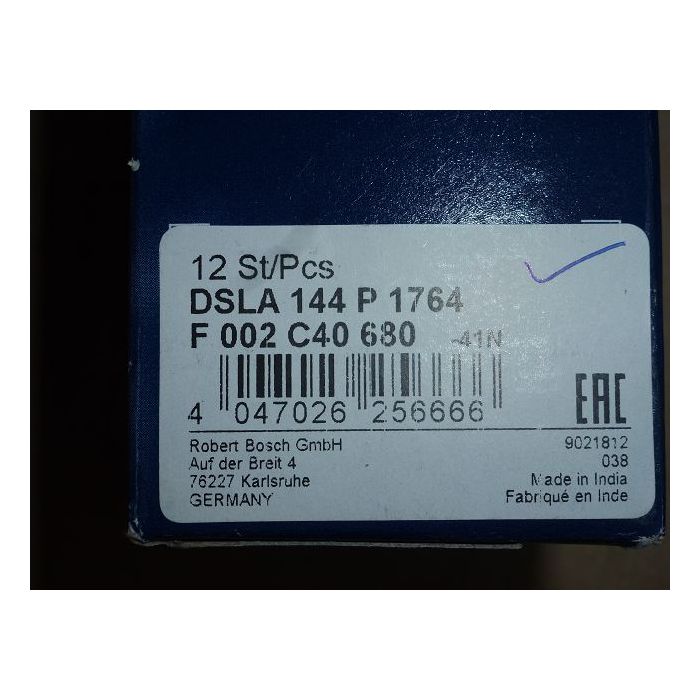 12 St/Pcs
DSLA 144 P 1764
F 002 C40 680 -41N
4 047026 256666
EAC
Robert Bosch GmbH
Auf der Breit 4
76227 Karlsruhe
GERMANY
9021812
038
Made in India
Fabriqué en Inde